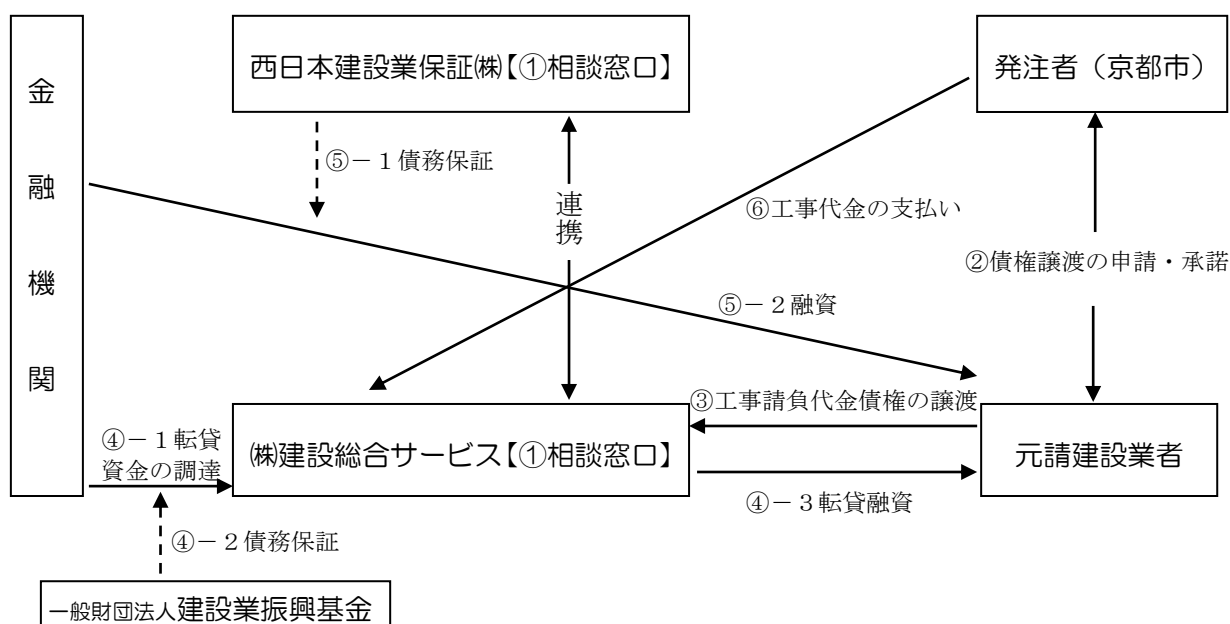 金融機関
西日本建設業保証㈱【①相談窓口】
発注者（京都市）
⑤－１債務保証
連携
⑥工事代金の支払い
②債権譲渡の申請・承諾
⑤－２融資
③工事請負代金債権の譲渡
④－１転貸
資金の調達
㈱建設総合サービス【①相談窓口】
元請建設業者
④－３転貸融資
④－２債務保証
一般財団法人建設業振興基金